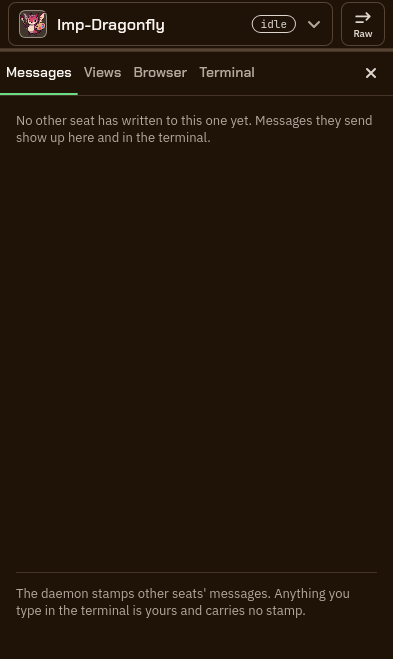 Imp-Dragonfly
idle
Raw
Messages Views Browser Terminal
No other seat has written to this one yet. Messages they send
show up here and in the terminal.
The daemon stamps other seats' messages. Anything you
type in the terminal is yours and carries no stamp.